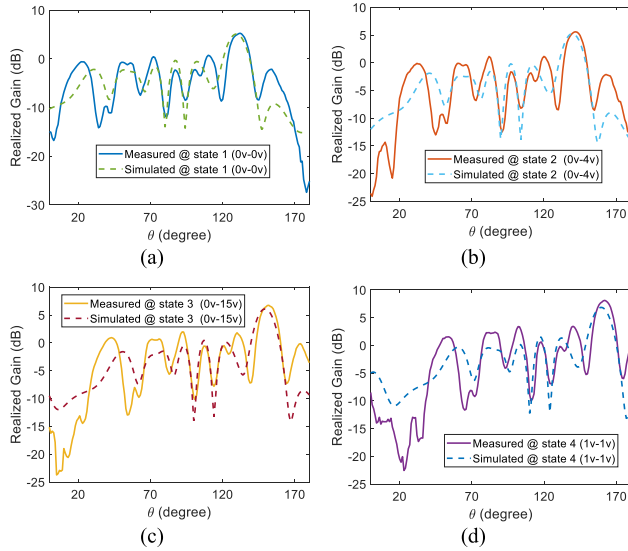 10
0
-10
-20
-30
Realized Gain (dB)
Measured @ state 1 (0v-0v)
Simulated @ state 1 (0v-0v)
20 70 120 170
θ (degree)
(a)
10
5
0
-5
-10
-15
-20
-25
Realized Gain (dB)
Measured @ state 2 (0v-4v)
Simulated @ state 2 (0v-4v)
20 70 120 170
θ (degree)
(b)
10
5
0
-5
-10
-15
-20
-25
Realized Gain (dB)
Measured @ state 3 (0v-15v)
Simulated @ state 3 (0v-15v)
20 70 120 170
θ (degree)
(c)
10
5
0
-5
-10
-15
-20
-25
Realized Gain (dB)
Measured @ state 4 (1v-1v)
Simulated @ state 4 (1v-1v)
20 70 120 170
θ (degree)
(d)